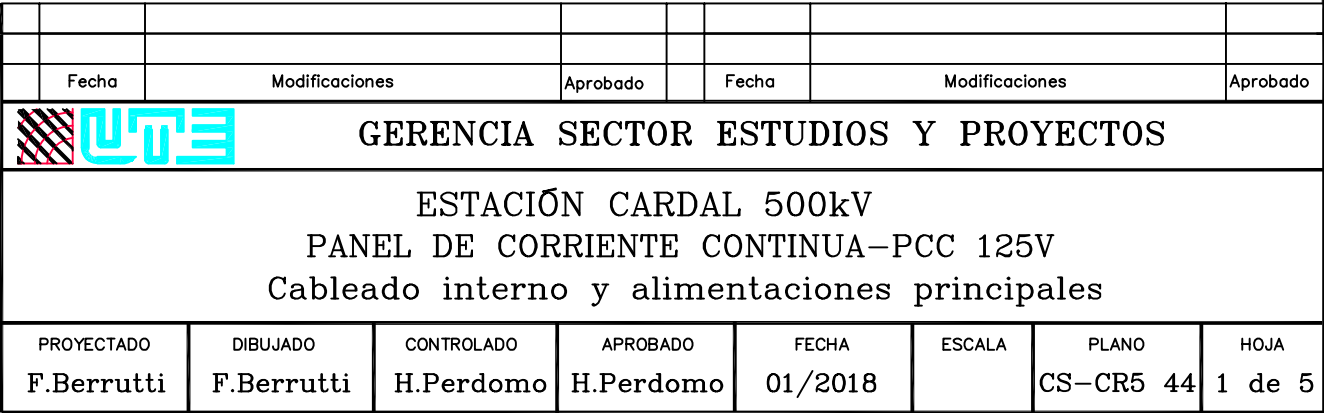 Fecha Modificaciones Aprobado Fecha Modificaciones Aprobado
UTE GERENCIA SECTOR ESTUDIOS Y PROYECTOS
ESTACIÓN CARDAL 500kV
PANEL DE CORRIENTE CONTINUA-PCC 125V
Cableado interno y alimentaciones principales
PROYECTADO DIBUJADO CONTROLADO APROBADO FECHA ESCALA PLANO HOJA
F.Berrutti F.Berrutti H.Perdomo H.Perdomo 01/2018 CS-CR5 44 1 de 5